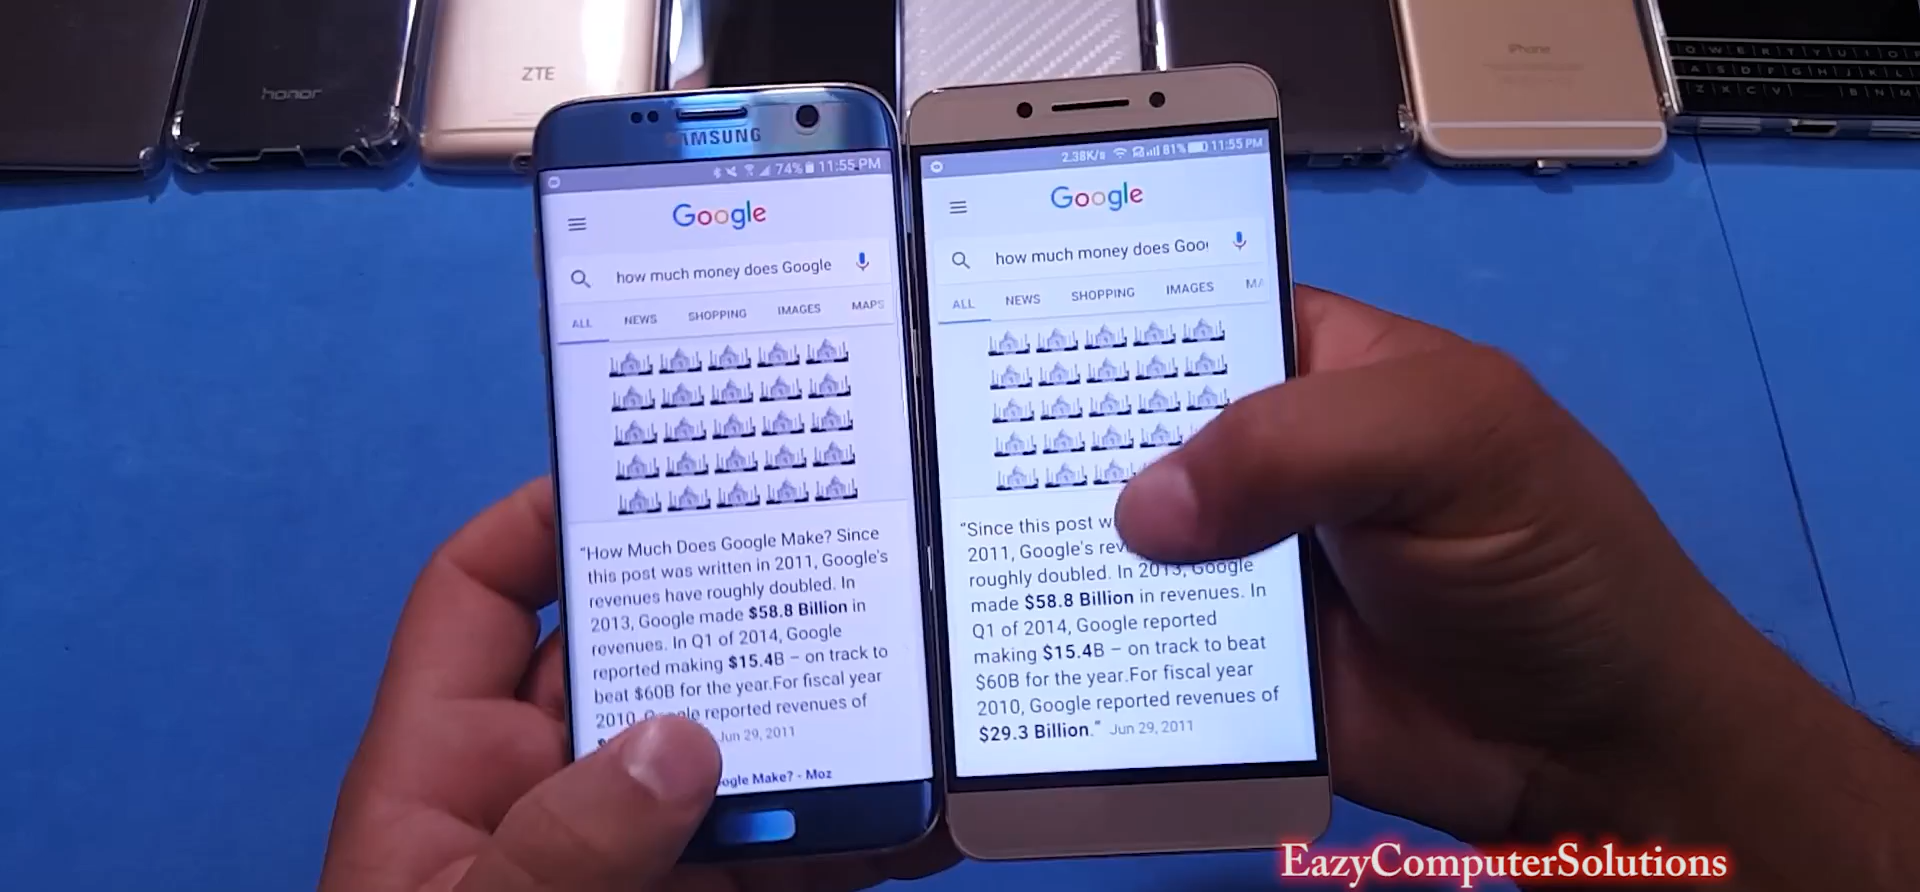 honor
ZTE
iPhone
Q W E R T Y U I O
A S D F G H J K L
Z X C V B N M
SAMSUNG
74% 11:55 PM
Google
how much money does Google
ALL NEWS SHOPPING IMAGES MAPS
"How Much Does Google Make? Since
this post was written in 2011, Google's
revenues have roughly doubled. In
2013, Google made $58.8 Billion in
revenues. In Q1 of 2014, Google
reported making $15.4B – on track to
beat $60B for the year.For fiscal year
2010, Google reported revenues of
Jun 29, 2011
Make? - Moz
2.38K/s 81% 11:55 PM
Google
how much money does Goo
ALL NEWS SHOPPING IMAGES MA
"Since this post
2011, Google's
roughly doubled. In 2013, Google
made $58.8 Billion in revenues. In
Q1 of 2014, Google reported
making $15.4B – on track to beat
$60B for the year.For fiscal year
2010, Google reported revenues of
$29.3 Billion." Jun 29, 2011
EazyComputerSolutions